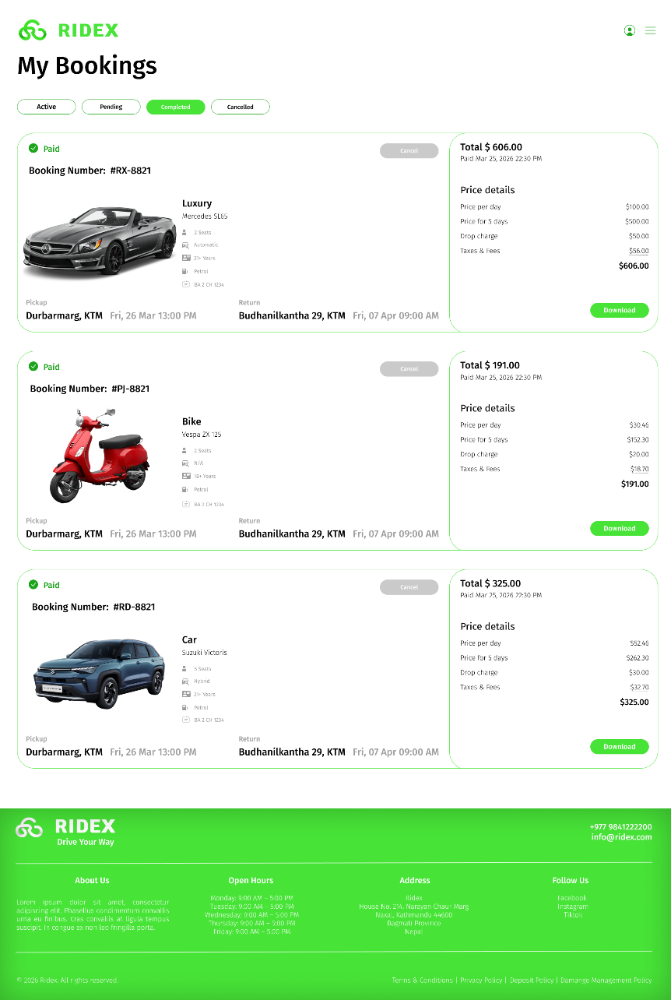 RIDEX
My Bookings
Active
Pending
Completed
Cancelled
Paid
Cancel
Booking Number: #RX-8821
Luxury
Mercedes SL65
2 Seats
Automatic
21+ Years
Petrol
BA 2 CH 1234
Pickup
Durbarmarg, KTM Fri, 26 Mar 13:00 PM
Return
Budhanilkantha 29, KTM Fri, 07 Apr 09:00 AM
Total $ 606.00
Paid Mar 25, 2026 22:30 PM
Price details
Price per day $100.00
Price for 5 days $500.00
Drop charge $50.00
Taxes & Fees $56.00
$606.00
Download
Paid
Cancel
Booking Number: #PJ-8821
Bike
Vespa ZX 125
2 Seats
N/A
18+ Years
Petrol
BA 2 CH 1234
Pickup
Durbarmarg, KTM Fri, 26 Mar 13:00 PM
Return
Budhanilkantha 29, KTM Fri, 07 Apr 09:00 AM
Total $ 191.00
Paid Mar 25, 2026 22:30 PM
Price details
Price per day $30.46
Price for 5 days $152.30
Drop charge $20.00
Taxes & Fees $18.70
$191.00
Download
Paid
Cancel
Booking Number: #RD-8821
Car
Suzuki Victoris
5 Seats
Hybrid
21+ Years
Petrol
BA 2 CH 1234
Pickup
Durbarmarg, KTM Fri, 26 Mar 13:00 PM
Return
Budhanilkantha 29, KTM Fri, 07 Apr 09:00 AM
Total $ 325.00
Paid Mar 25, 2026 22:30 PM
Price details
Price per day $52.46
Price for 5 days $262.30
Drop charge $30.00
Taxes & Fees $32.70
$325.00
Download
RIDEX
Drive Your Way
+977 9841222200
info@ridex.com
About Us
Lorem ipsum dolor sit amet, consectetur
adipiscing elit. Phasellus condimentum convallis
urna eu finibus. Cras convallis at ligula tempus
suscipit. In congue ex non leo fringilla porta.
Open Hours
Monday: 9:00 AM – 5:00 PM
Tuesday: 9:00 AM – 5:00 PM
Wednesday: 9:00 AM – 5:00 PM
Thursday: 9:00 AM – 5:00 PM
Friday: 9:00 AM – 5:00 PM
Address
Ridex
House No. 214, Narayan Chaur Marg
Naxal, Kathmandu 44600
Bagmati Province
Nepal
Follow Us
Facebook
Instagram
Tiktok
© 2026 Ridex. All rights reserved.
Terms & Conditions | Privacy Policy | Deposit Policy | Damange Management Policy